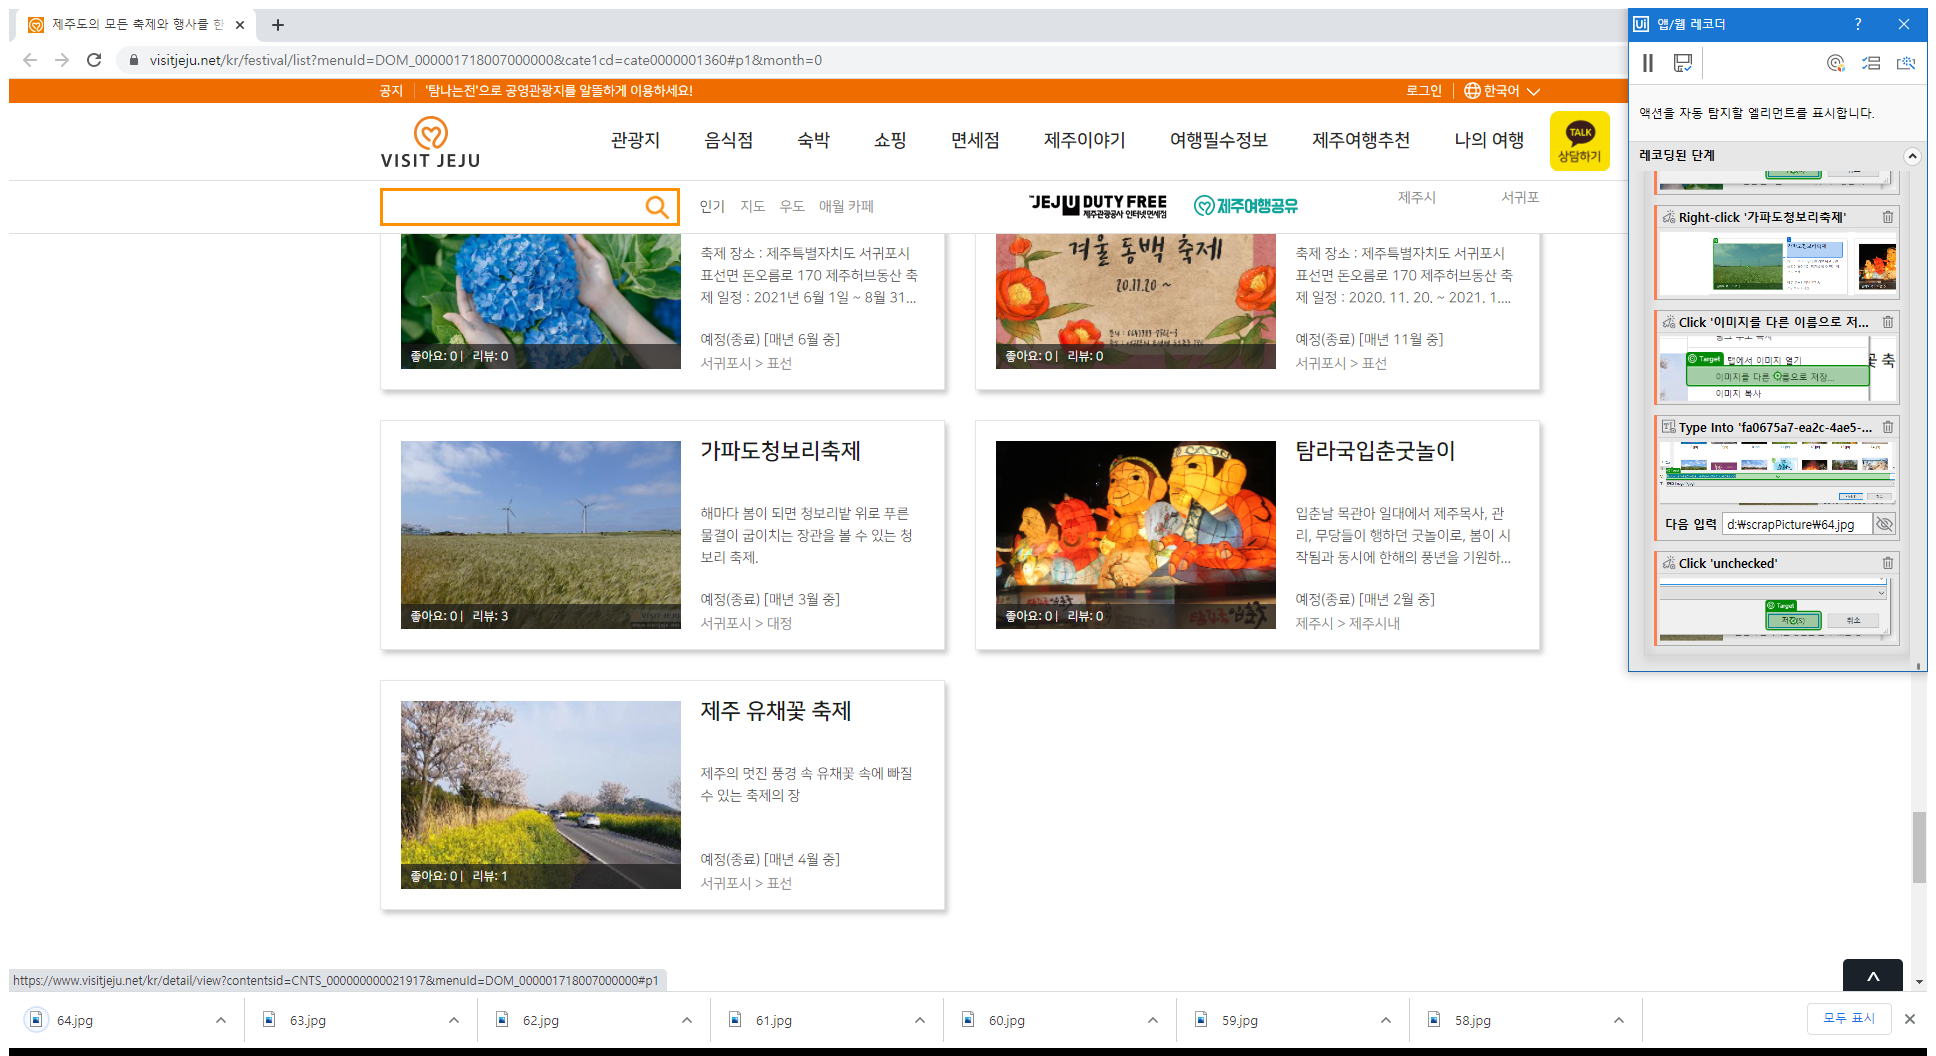 제주도의 모든 축제와 행사를 한
visitjeju.net/kr/festival/list?menuId=DOM_000001718007000000&cate1cd=cate0000001360#p1&month=0
공지 '탐나는전'으로 공영관광지를 알뜰하게 이용하세요!
로그인 한국어
VISIT JEJU
관광지 음식점 숙박 쇼핑 면세점 제주이야기 여행필수정보 제주여행추천 나의 여행
TALK
상담하기
인기 지도 우도 애월 카페
JEJU DUTY FREE
제주관광공사 인터넷면세점
제주여행공유
제주시 서귀포
축제 장소 : 제주특별자치도 서귀포시
표선면 돈오름로 170 제주허브동산 축
제 일정 : 2021년 6월 1일 ~ 8월 31...
예정(종료) [매년 6월 중]
서귀포시 > 표선
좋아요: 0 | 리뷰: 0
겨울 동백 축제
20.11.20 ~
좋아요: 0 | 리뷰: 0
축제 장소 : 제주특별자치도 서귀포시
표선면 돈오름로 170 제주허브동산 축
제 일정 : 2020. 11. 20. ~ 2021. 1....
예정(종료) [매년 11월 중]
서귀포시 > 표선
가파도청보리축제
해마다 봄이 되면 청보리밭 위로 푸른
물결이 굽이치는 장관을 볼 수 있는 청
보리 축제.
예정(종료) [매년 3월 중]
서귀포시 > 대정
좋아요: 0 | 리뷰: 3
탐라국입춘굿놀이
입춘날 목관아 일대에서 제주목사, 관
리, 무당들이 행하던 굿놀이로, 봄이 시
작됨과 동시에 한해의 풍년을 기원하...
예정(종료) [매년 2월 중]
제주시 > 제주시내
좋아요: 0 | 리뷰: 0
제주 유채꽃 축제
제주의 멋진 풍경 속 유채꽃 속에 빠질
수 있는 축제의 장
예정(종료) [매년 4월 중]
서귀포시 > 표선
좋아요: 0 | 리뷰: 1
Ui 앱/웹 레코더 ?
액션을 자동 탐지할 엘리먼트를 표시합니다.
레코딩된 단계
Right-click '가파도청보리축제'
Click '이미지를 다른 이름으로 저...
Target
탭에서 이미지 열기
이미지를 다른 이름으로 저장...
이미지 복사
Type Into 'fa0675a7-ea2c-4ae5-...
다음 입력 d:₩scrapPicture₩64.jpg
Click 'unchecked'
Target
저장(S) 취소
https://www.visitjeju.net/kr/detail/view?contentsid=CNTS_000000000021917&menuId=DOM_000001718007000000#p1
64.jpg 63.jpg 62.jpg 61.jpg 60.jpg 59.jpg 58.jpg 모두 표시